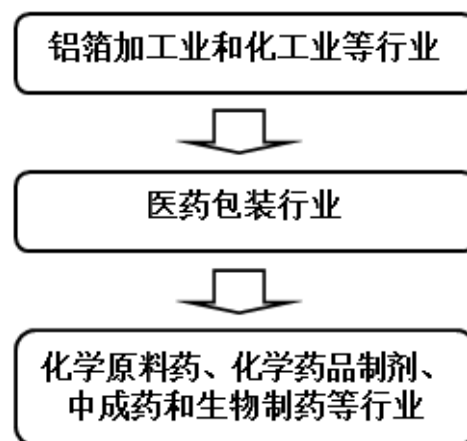 铝箔加工业和化工业等行业
医药包装行业
化学原料药、化学药品制剂、
中成药和生物制药等行业